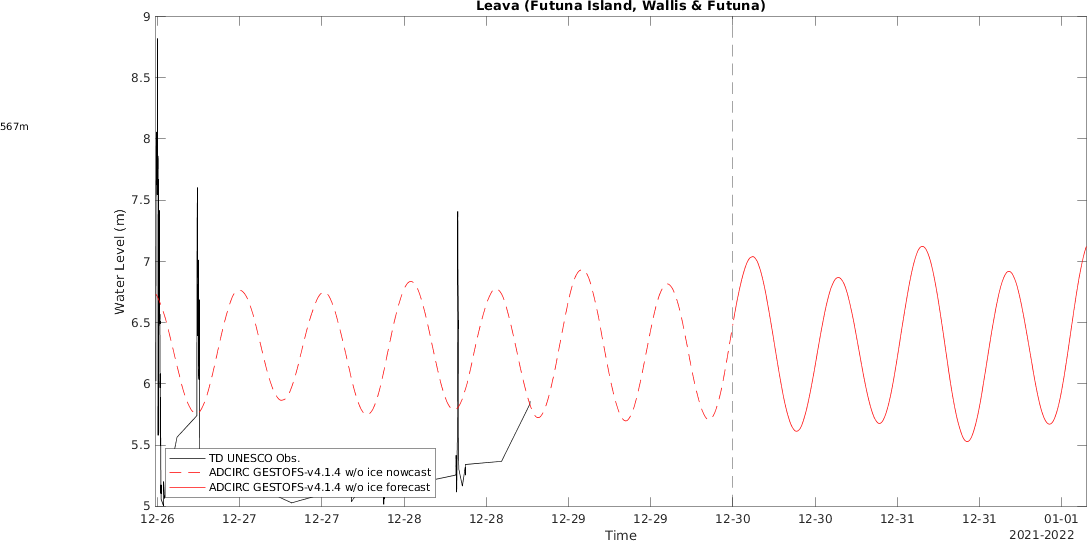 Leava (Futuna Island, Wallis & Futuna)
567m
Water Level (m)
9
8.5
8
7.5
7
6.5
6
5.5
5
TD UNESCO Obs.
ADCIRC GESTOFS-v4.1.4 w/o ice nowcast
ADCIRC GESTOFS-v4.1.4 w/o ice forecast
12-26 12-27 12-27 12-28 12-28 12-29 12-29 12-30 12-30 12-31 12-31 01-01
Time
2021-2022